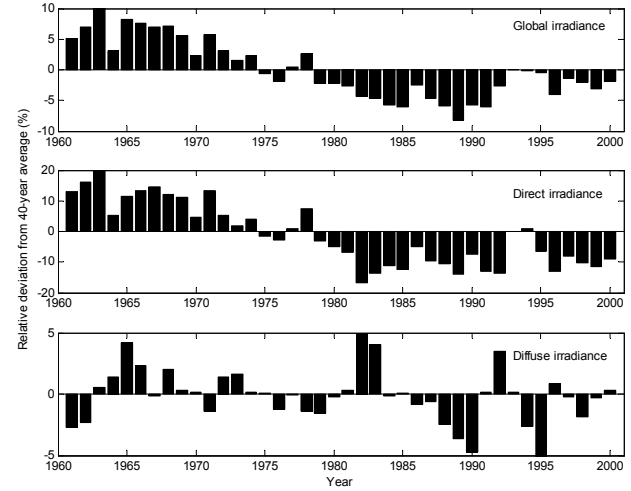 10
5
0
-5
-10
Global irradiance
1960 1965 1970 1975 1980 1985 1990 1995 2000
Relative deviation from 40-year average (%)
20
10
0
-10
-20
Direct irradiance
1960 1965 1970 1975 1980 1985 1990 1995 2000
5
0
-5
Diffuse irradiance
1960 1965 1970 1975 1980 1985 1990 1995 2000
Year